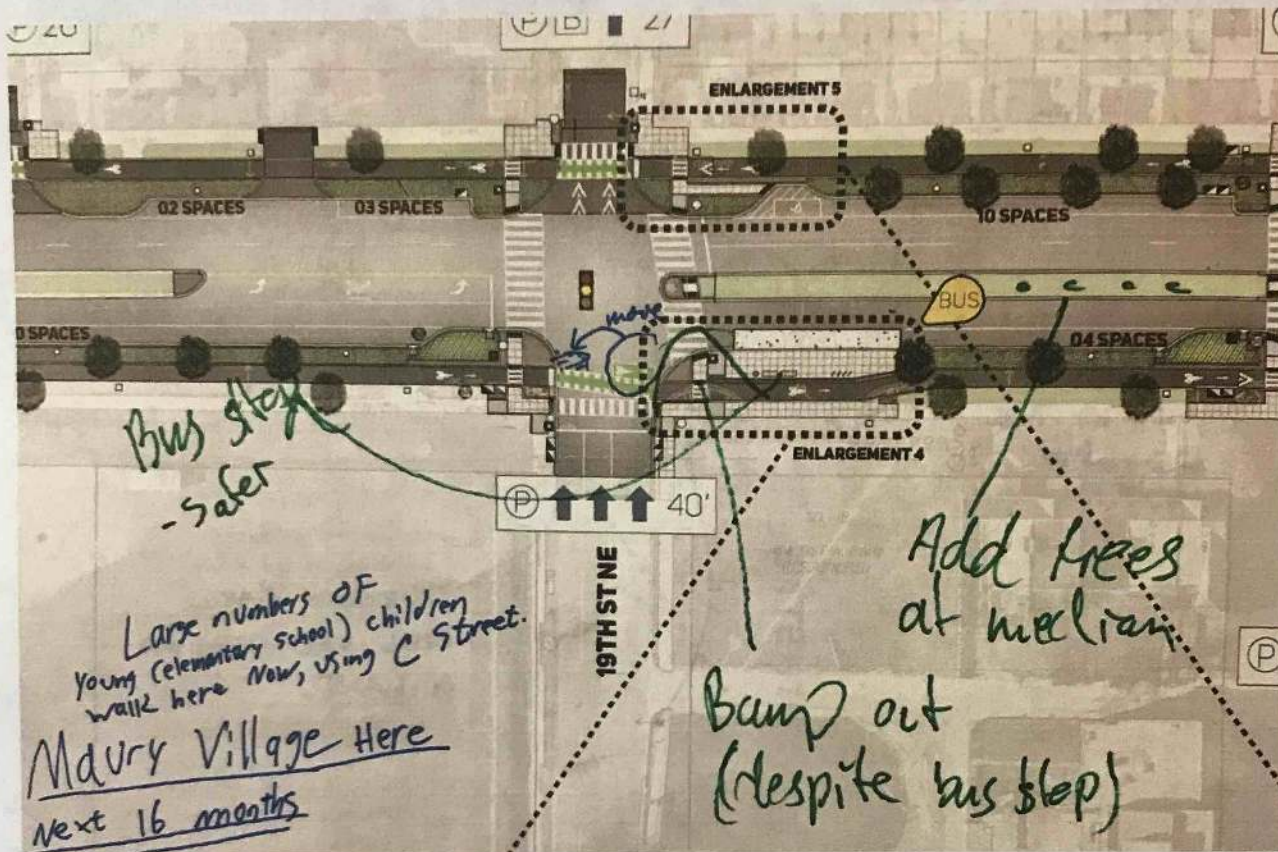 P B 27
ENLARGEMENT 5
02 SPACES
03 SPACES
10 SPACES
BUS
move
SPACES
04 SPACES
Bus stop
- Safer
ENLARGEMENT 4
P 40'
19TH ST NE
Add trees
at median
Large numbers of
young (elementary school) children
walk here Now, using C Street.
Bump out
(despite bus stop)
Maury Village Here
Next 16 months
P